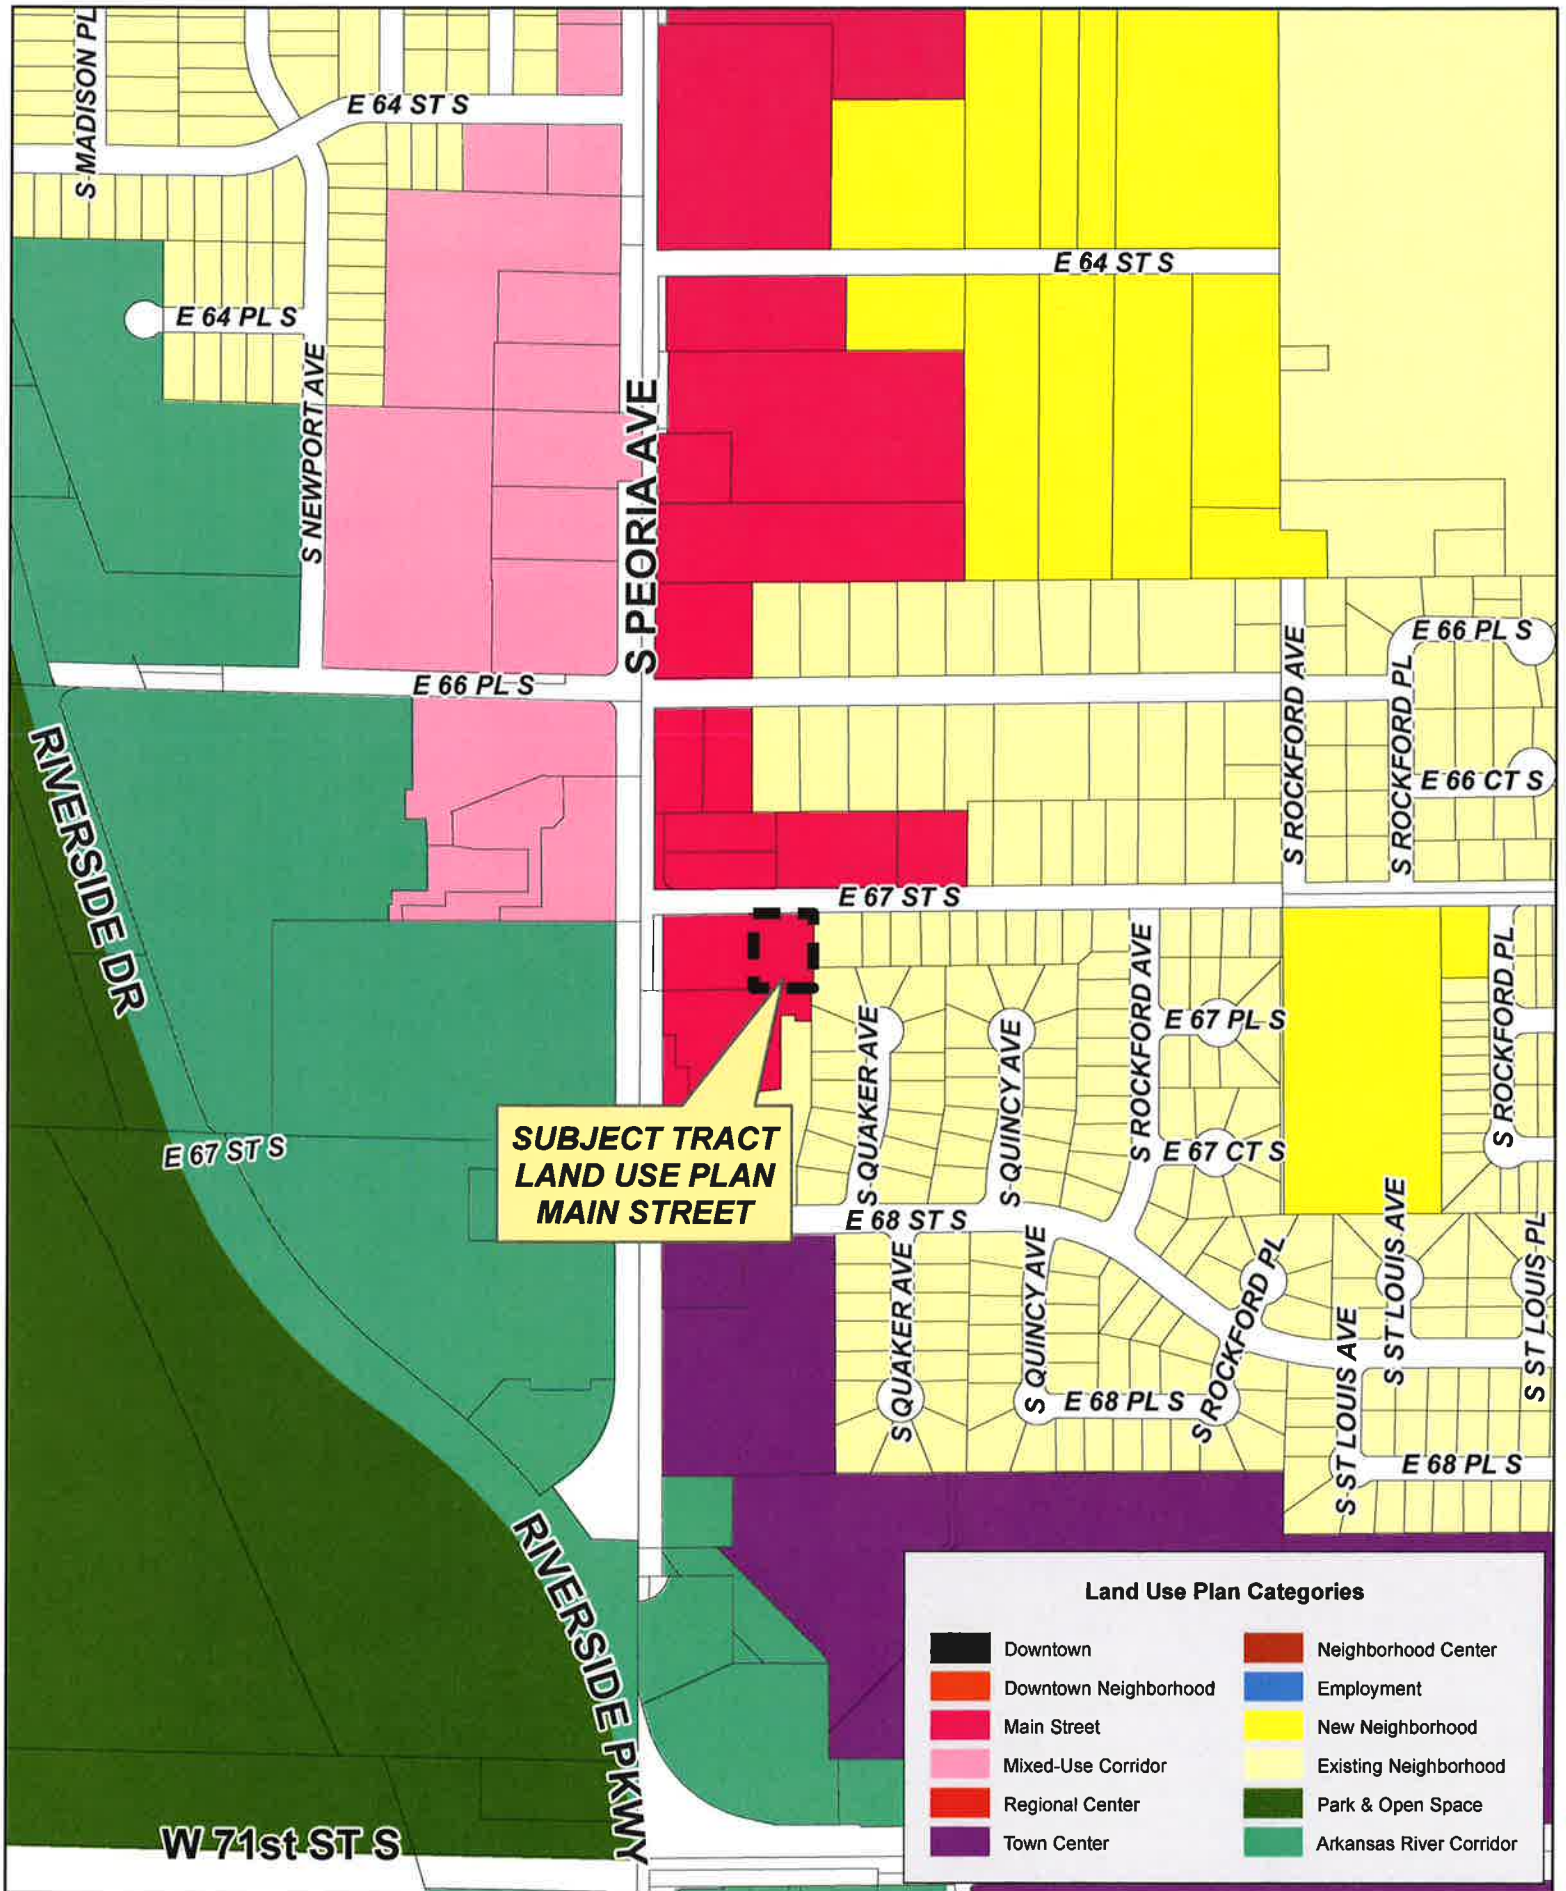 S MADISON PL
E 64 ST S
E 64 ST S
E 64 PL S
S NEWPORT AVE
S PEORIA AVE
E 66 PL S
E 66 PL S
S ROCKFORD AVE
S ROCKFORD PL
E 66 CT S
RIVERSIDE DR
E 67 ST S
S QUAKER AVE
S QUINCY AVE
S ROCKFORD AVE
E 67 PL S
S ROCKFORD PL
E 67 ST S
SUBJECT TRACT
LAND USE PLAN
MAIN STREET
E 67 CT S
E 68 ST S
S QUAKER AVE
S QUINCY AVE
S ROCKFORD PL
S ST LOUIS AVE
S ST LOUIS AVE
S ST LOUIS PL
E 68 PL S
E 68 PL S
RIVERSIDE PKWY
W 71st ST S
Land Use Plan Categories
Downtown
Downtown Neighborhood
Main Street
Mixed-Use Corridor
Regional Center
Town Center
Neighborhood Center
Employment
New Neighborhood
Existing Neighborhood
Park & Open Space
Arkansas River Corridor